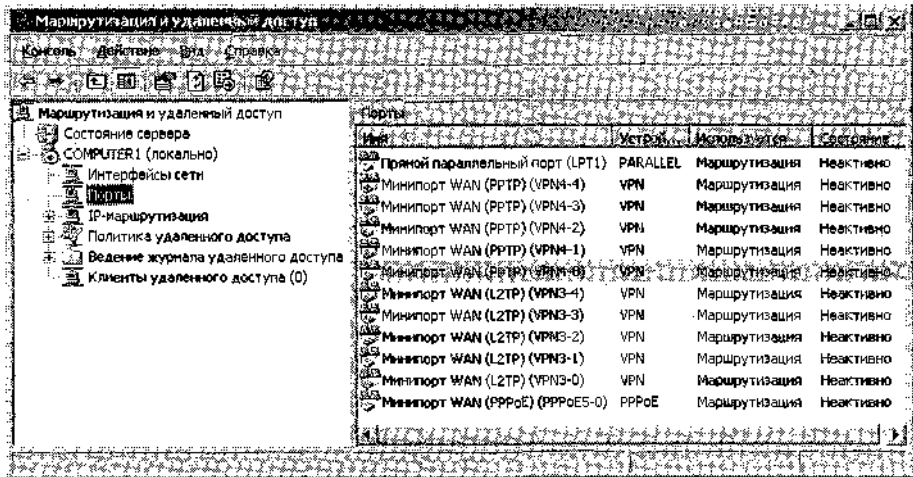 Маршрутизация и удаленный доступ
Консоль Действие Вид Справка
Маршрутизация и удаленный доступ
Состояние сервера
COMPUTER1 (локально)
Интерфейсы сети
Порты
IP-маршрутизация
Политика удаленного доступа
Ведение журнала удаленного доступа
Клиенты удаленного доступа (0)
Порты
Имя Устрой... Используется Состояние
Прямой параллельный порт (LPT1) PARALLEL Маршрутизация Неактивно
Минипорт WAN (PPTP) (VPN4-4) VPN Маршрутизация Неактивно
Минипорт WAN (PPTP) (VPN4-3) VPN Маршрутизация Неактивно
Минипорт WAN (PPTP) (VPN4-2) VPN Маршрутизация Неактивно
Минипорт WAN (PPTP) (VPN4-1) VPN Маршрутизация Неактивно
Минипорт WAN (PPTP) (VPN4-0) VPN Маршрутизация Неактивно
Минипорт WAN (L2TP) (VPN3-4) VPN Маршрутизация Неактивно
Минипорт WAN (L2TP) (VPN3-3) VPN Маршрутизация Неактивно
Минипорт WAN (L2TP) (VPN3-2) VPN Маршрутизация Неактивно
Минипорт WAN (L2TP) (VPN3-1) VPN Маршрутизация Неактивно
Минипорт WAN (L2TP) (VPN3-0) VPN Маршрутизация Неактивно
Минипорт WAN (PPPoE) (PPPoE5-0) PPPoE Маршрутизация Неактивно